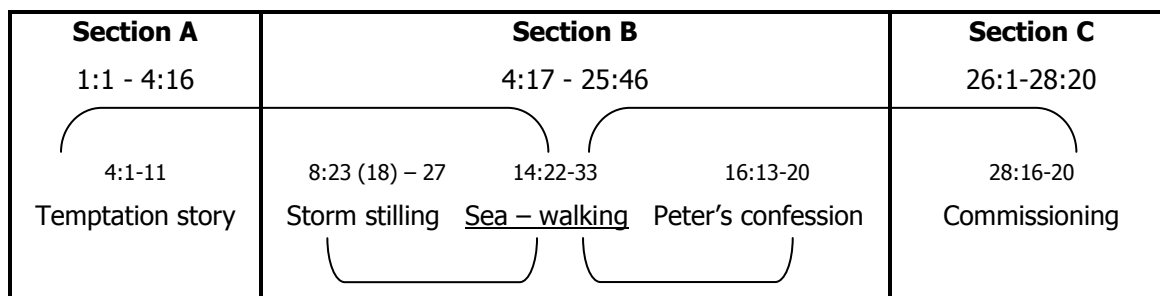 Section A Section B Section C
1:1 - 4:16 4:17 - 25:46 26:1-28:20
4:1-11 8:23 (18) – 27 14:22-33 16:13-20 28:16-20
Temptation story Storm stilling Sea – walking Peter’s confession Commissioning